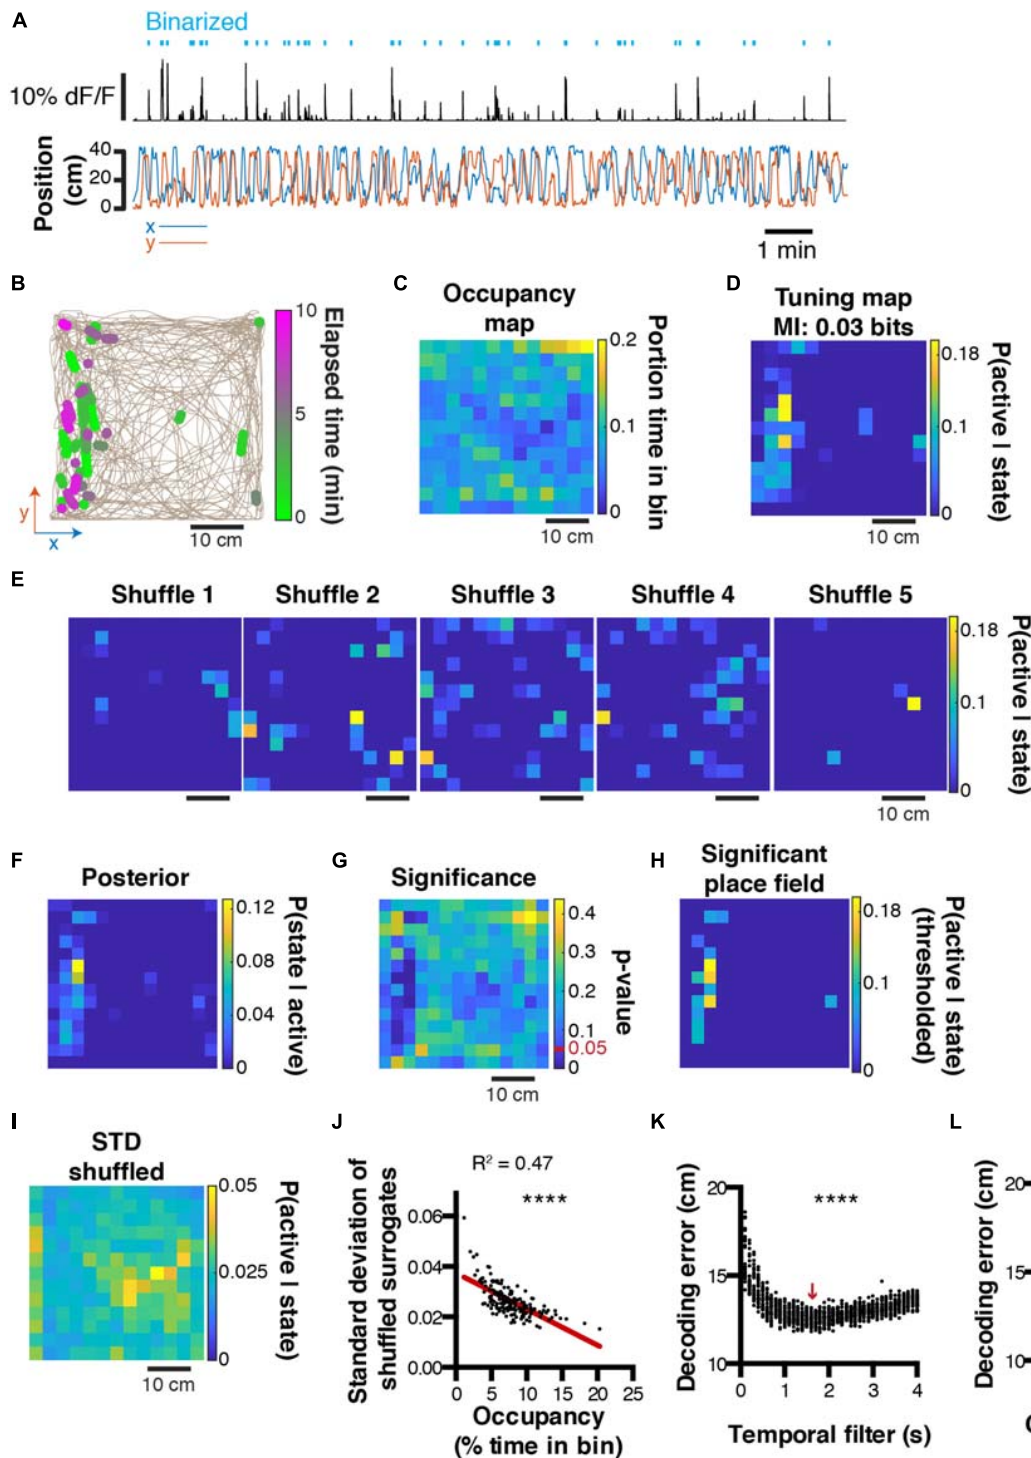 A
Binarized
10% dF/F
Position
(cm)
40
20
0
x
y
1 min
B
10
5
0
Elapsed time (min)
y
x
10 cm
C
Occupancy
map
0.2
0.1
0
Portion time in bin
10 cm
D
Tuning map
MI: 0.03 bits
0.18
0.1
0
P(active | state)
10 cm
E
Shuffle 1
Shuffle 2
Shuffle 3
Shuffle 4
Shuffle 5
0.18
0.1
0
P(active | state)
10 cm
F
Posterior
0.12
0.08
0.04
0
P(state | active)
G
Significance
0.4
0.3
0.2
0.1
0.05
0
p-value
10 cm
H
Significant
place field
0.18
0.1
0
P(active | state)
(thresholded)
I
STD
shuffled
0.05
0.025
0
P(active | state)
10 cm
J
R² = 0.47
****
Standard deviation of
shuffled surrogates
0.06
0.04
0.02
0.00
0 5 10 15 20 25
Occupancy
(% time in bin)
K
****
Decoding error (cm)
20
15
10
0 1 2 3 4
Temporal filter (s)
L
Decoding error (cm)
20
10